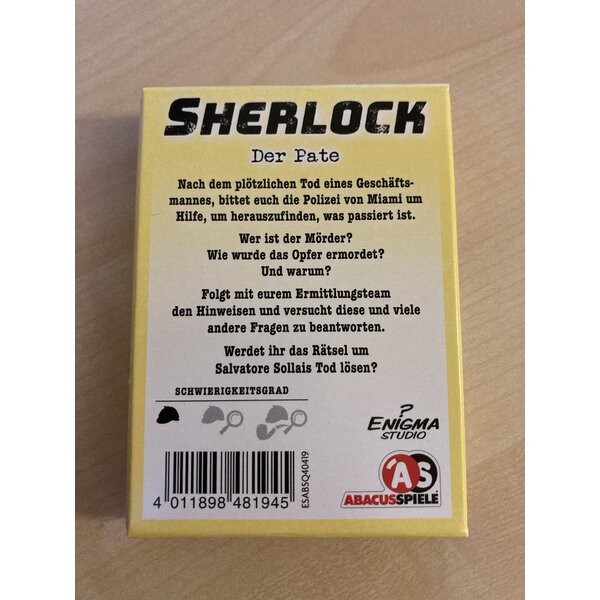 SHERLOCK
Der Pate
Nach dem plötzlichen Tod eines Geschäfts-
mannes, bittet euch die Polizei von Miami um
Hilfe, um herauszufinden, was passiert ist.
Wer ist der Mörder?
Wie wurde das Opfer ermordet?
Und warum?
Folgt mit eurem Ermittlungsteam
den Hinweisen und versucht diese und viele
andere Fragen zu beantworten.
Werdet ihr das Rätsel um
Salvatore Sollais Tod lösen?
SCHWIERIGKEITSGRAD
?
ENIGMA
STUDIO
ESABSQ40419
4 011898 481945
AS
ABACUSSPIELE®